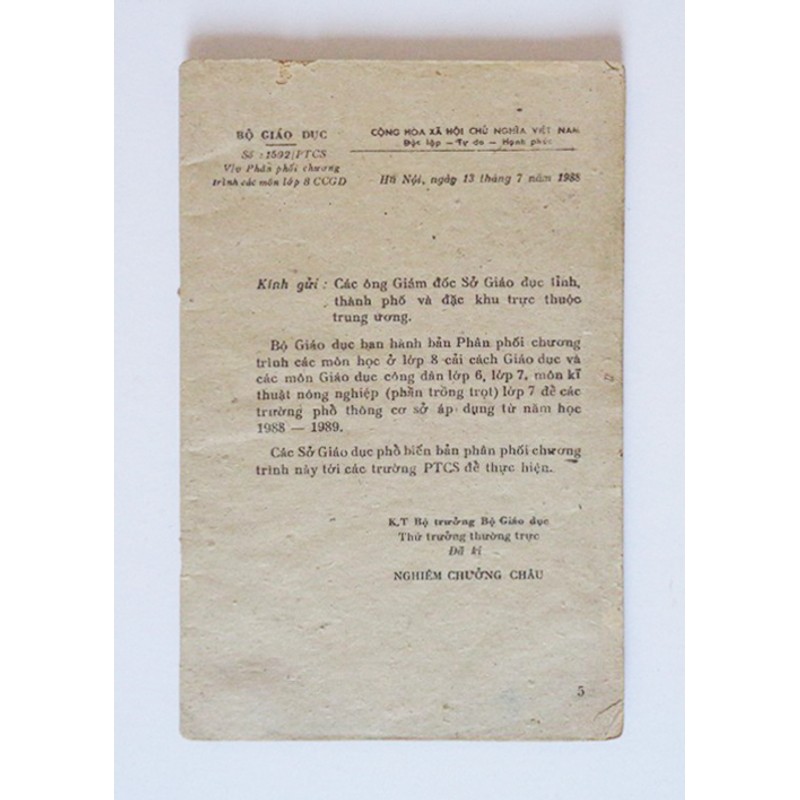 BỘ GIÁO DỤC
Số : 1592/PTCS
V/v Phân phối chương
trình các môn lớp 8 CCGD
CỘNG HÒA XÃ HỘI CHỦ NGHĨA VIỆT NAM
Độc lập — Tự do — Hạnh phúc
Hà Nội, ngày 13 tháng 7 năm 1988
Kính gửi : Các ông Giám đốc Sở Giáo dục tỉnh,
thành phố và đặc khu trực thuộc
trung ương.
Bộ Giáo dục ban hành bản Phân phối chương
trình các môn học ở lớp 8 cải cách Giáo dục và
các môn Giáo dục công dân lớp 6, lớp 7, môn kĩ
thuật nông nghiệp (phần trồng trọt) lớp 7 để các
trường phổ thông cơ sở áp dụng từ năm học
1988 — 1989.
Các Sở Giáo dục phổ biến bản phân phối chương
trình này tới các trường PTCS để thực hiện.
K,T Bộ trưởng Bộ Giáo dục
Thứ trưởng thường trực
Đã kí
NGHIÊM CHƯỞNG CHÂU
5